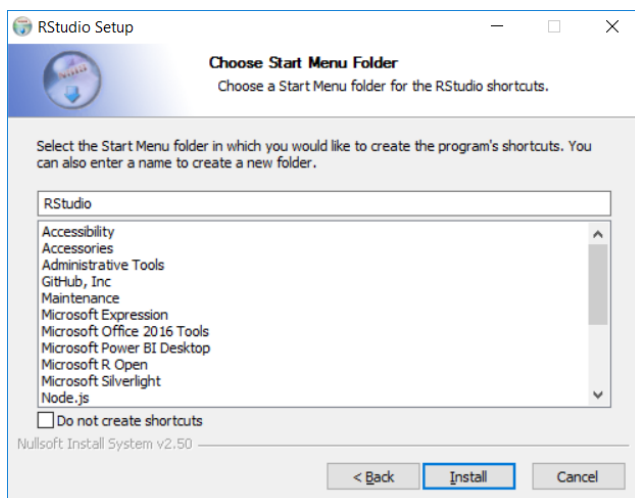 RStudio Setup
Choose Start Menu Folder
Choose a Start Menu folder for the RStudio shortcuts.
Select the Start Menu folder in which you would like to create the program's shortcuts. You
can also enter a name to create a new folder.
RStudio
Accessibility
Accessories
Administrative Tools
GitHub, Inc
Maintenance
Microsoft Expression
Microsoft Office 2016 Tools
Microsoft Power BI Desktop
Microsoft R Open
Microsoft Silverlight
Node.js
Do not create shortcuts
Nullsoft Install System v2.50
< Back Install Cancel